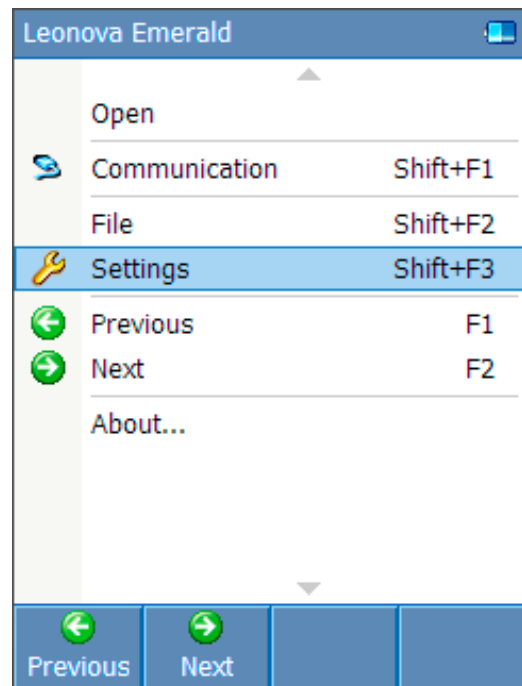 Leonova Emerald
Open
Communication Shift+F1
File Shift+F2
Settings Shift+F3
Previous F1
Next F2
About...
Previous Next